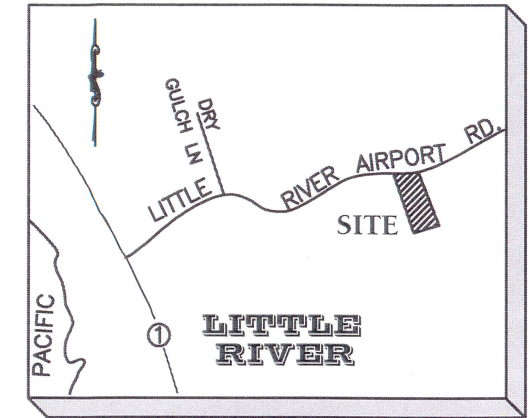 DRY
GULCH LN
LITTLE RIVER AIRPORT RD.
SITE
PACIFIC
1
LITTLE
RIVER